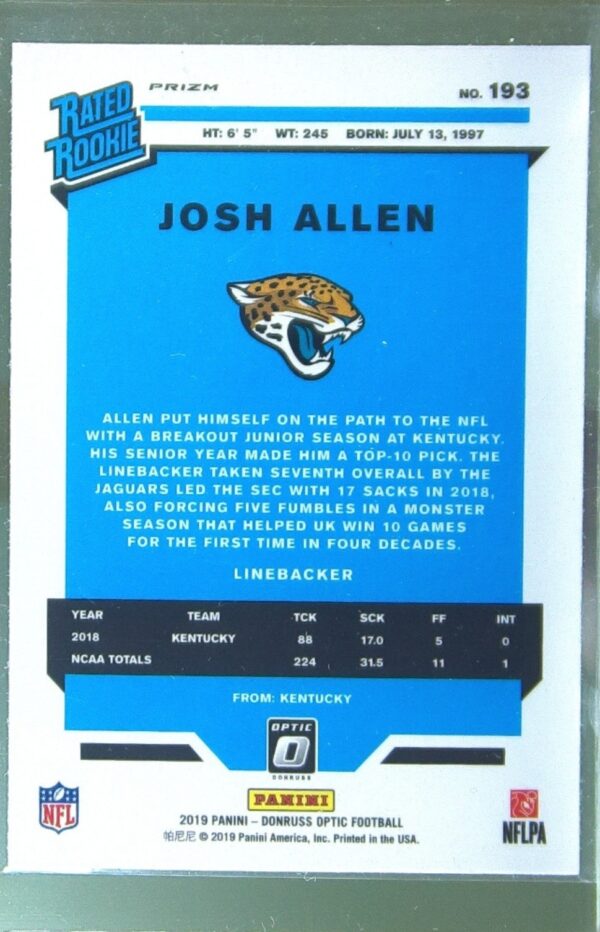 RATED
ROOKIE
PRIZM
NO. 193
HT: 6' 5" WT: 245 BORN: JULY 13, 1997
JOSH ALLEN
ALLEN PUT HIMSELF ON THE PATH TO THE NFL
WITH A BREAKOUT JUNIOR SEASON AT KENTUCKY.
HIS SENIOR YEAR MADE HIM A TOP-10 PICK. THE
LINEBACKER TAKEN SEVENTH OVERALL BY THE
JAGUARS LED THE SEC WITH 17 SACKS IN 2018,
ALSO FORCING FIVE FUMBLES IN A MONSTER
SEASON THAT HELPED UK WIN 10 GAMES
FOR THE FIRST TIME IN FOUR DECADES.
LINEBACKER
YEAR TEAM TCK SCK FF INT
2018 KENTUCKY 88 17.0 5 0
NCAA TOTALS 224 31.5 11 1
FROM: KENTUCKY
OPTIC
O
DONRUSS
PANINI
NFL
2019 PANINI – DONRUSS OPTIC FOOTBALL
帕尼尼 © 2019 Panini America, Inc. Printed in the USA.
NFLPA